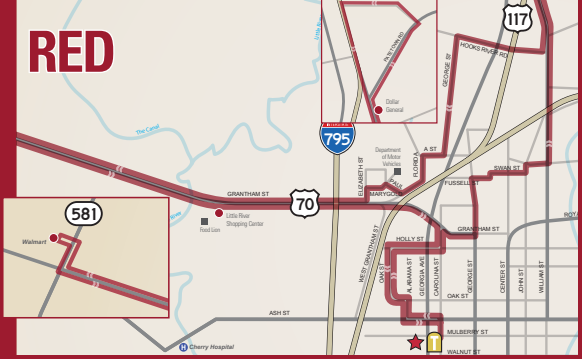 RED
117
HOOKS RIVER RD
GEORGE ST
Dollar
General
795
The Canal
Department
of Motor
Vehicles
A ST
FLORIDA
ELIZABETH ST
SWAN ST
FUSSELL ST
GRANTHAM ST
70
581
Walmart
Little River
Shopping Center
Food Lion
WEST GRANTHAM ST
GRANTHAM ST
HOLLY ST
OAK ST
ALABAMA ST
GEORGIA AVE
CAROLINA ST
GEORGE ST
CENTER ST
JOHN ST
WILLIAM ST
OAK ST
ASH ST
MULBERRY ST
WALNUT ST
H Cherry Hospital
T